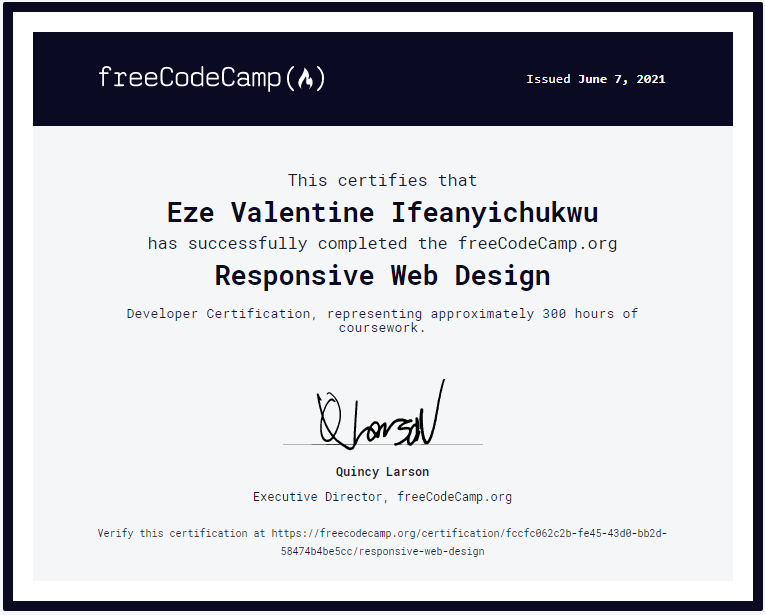 freeCodeCamp(🔥)
Issued June 7, 2021
This certifies that
Eze Valentine Ifeanyichukwu
has successfully completed the freeCodeCamp.org
Responsive Web Design
Developer Certification, representing approximately 300 hours of
coursework.
Q Larson
Quincy Larson
Executive Director, freeCodeCamp.org
Verify this certification at https://freecodecamp.org/certification/fccfc062c2b-fe45-43d0-bb2d-
58474b4be5cc/responsive-web-design